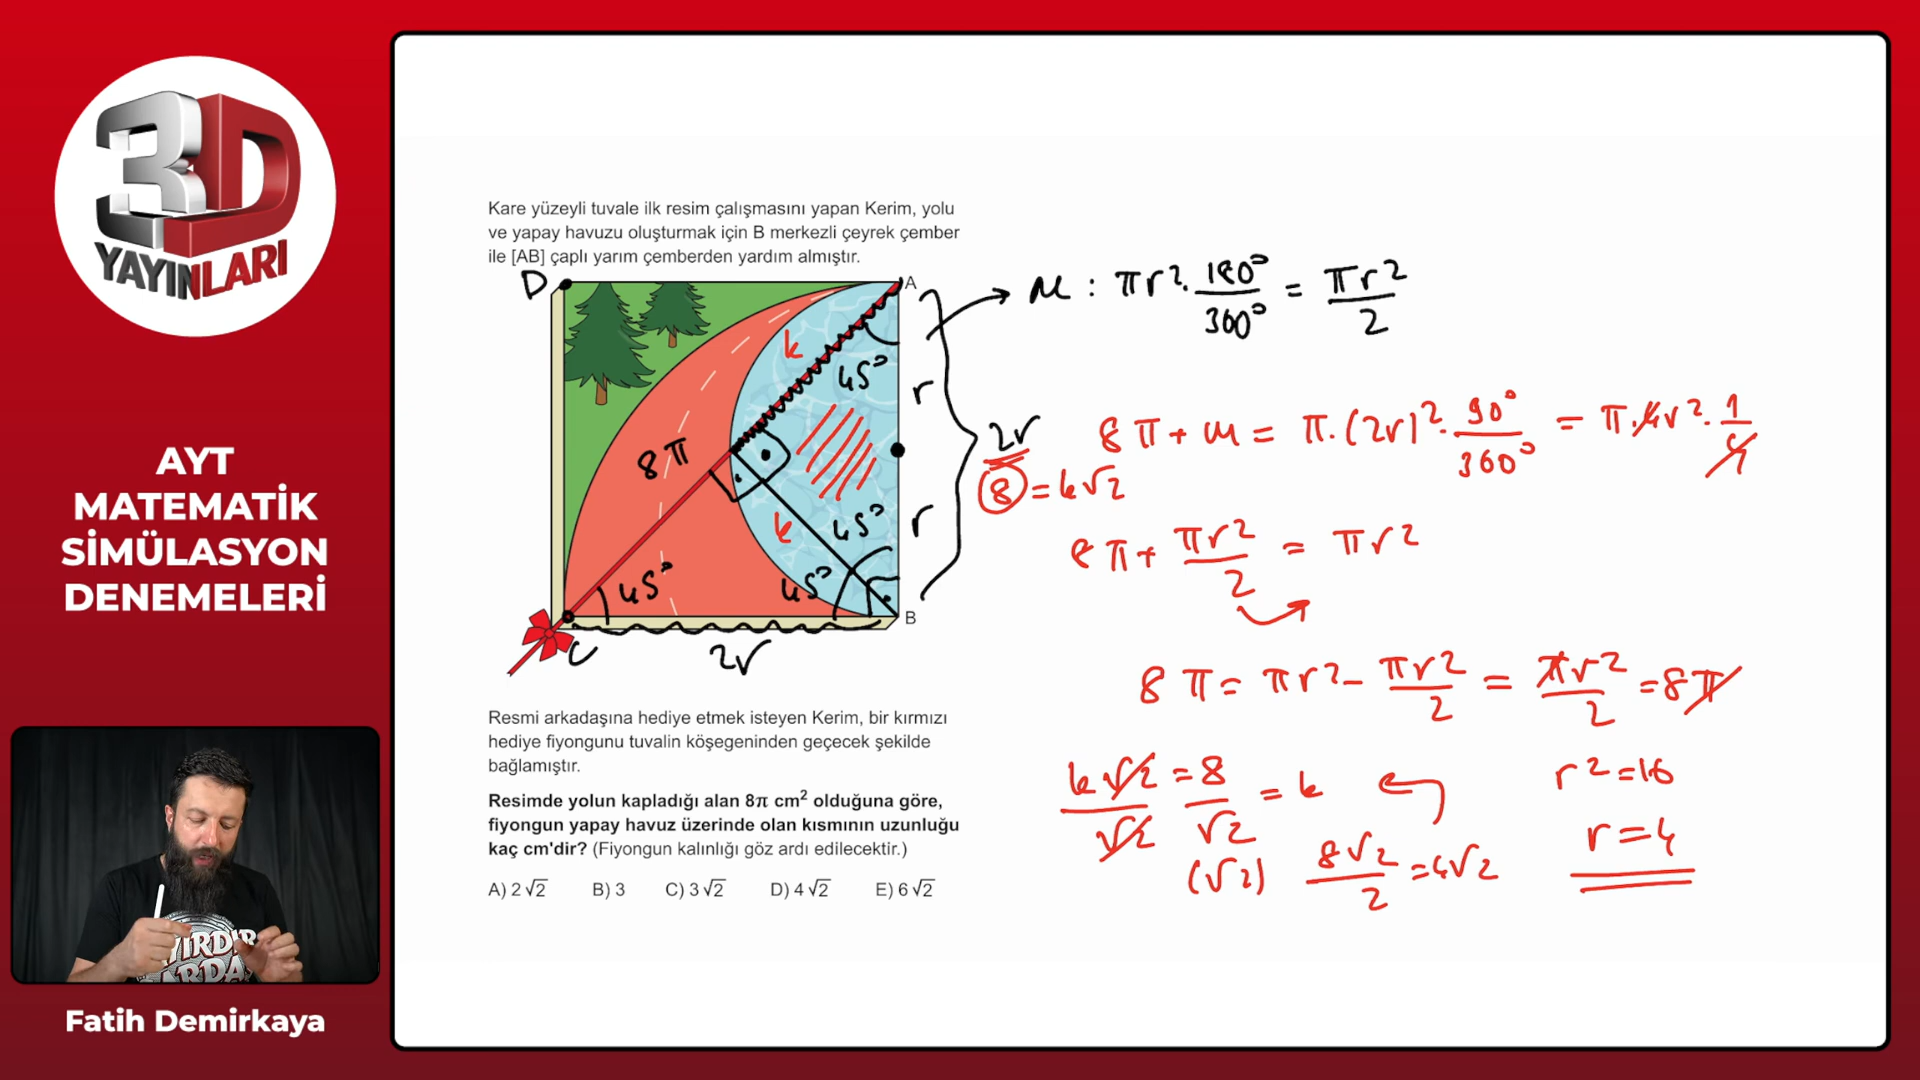 3D
YAYINLARI
AYT
MATEMATİK
SİMÜLASYON
DENEMELERİ
Fatih Demirkaya
Kare yüzeyli tuvale ilk resim çalışmasını yapan Kerim, yolu
ve yapay havuzu oluşturmak için B merkezli çeyrek çember
ile [AB] çaplı yarım çemberden yardım almıştır.
D
A
k
45°
r
8π
2r
k
45°
r
45°
45°
B
C
2r
Resmi arkadaşına hediye etmek isteyen Kerim, bir kırmızı
hediye fiyongunu tuvalin köşegeninden geçecek şekilde
bağlamıştır.
Resimde yolun kapladığı alan 8π cm² olduğuna göre,
fiyongun yapay havuz üzerinde olan kısmının uzunluğu
kaç cm'dir? (Fiyongun kalınlığı göz ardı edilecektir.)
A) 2√2 B) 3 C) 3√2 D) 4√2 E) 6√2
M : πr². 180°/360° = πr²/2
8π + M = π.(2r)². 90°/360° = π.4r². 1/4
8 = k√2
8π + πr²/2 = πr²
8π = πr² - πr²/2 = πr²/2 = 8π
k√2/√2 = 8/√2 = k
r² = 16
(√2) 8√2/2 = 4√2
r = 4